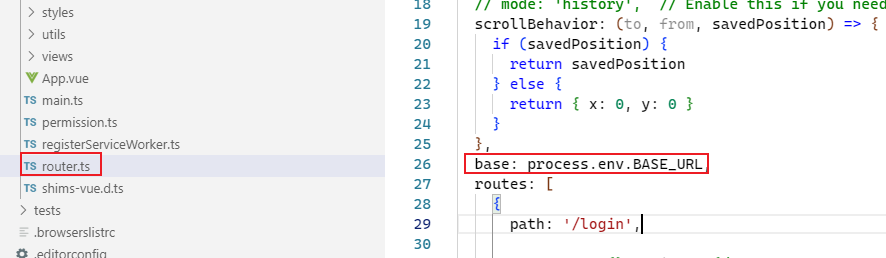 styles
utils
views
App.vue
TS main.ts
TS permission.ts
TS registerServiceWorker.ts
TS router.ts
TS shims-vue.d.ts
tests
.browserslistrc
.editorconfig
18 // mode: 'history', // Enable this if you need
19 scrollBehavior: (to, from, savedPosition) => {
20 if (savedPosition) {
21 return savedPosition
22 } else {
23 return { x: 0, y: 0 }
24 }
25 },
26 base: process.env.BASE_URL,
27 routes: [
28 {
29 path: '/login',
30